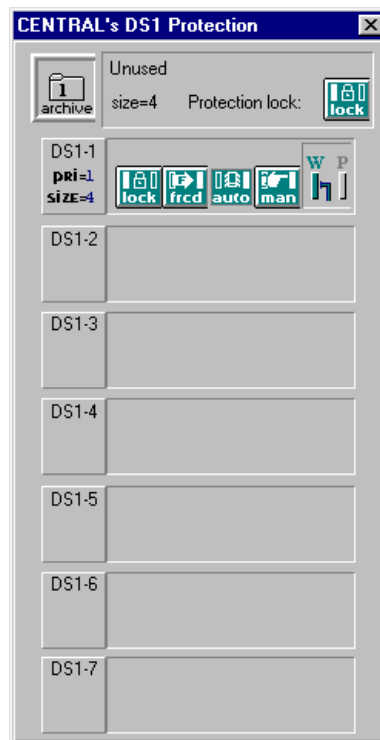 CENTRAL's DS1 Protection
Unused
1
archive
size=4 Protection lock:
lock
DS1-1
pri=1
size=4
lock frcd auto man
W P
DS1-2
DS1-3
DS1-4
DS1-5
DS1-6
DS1-7